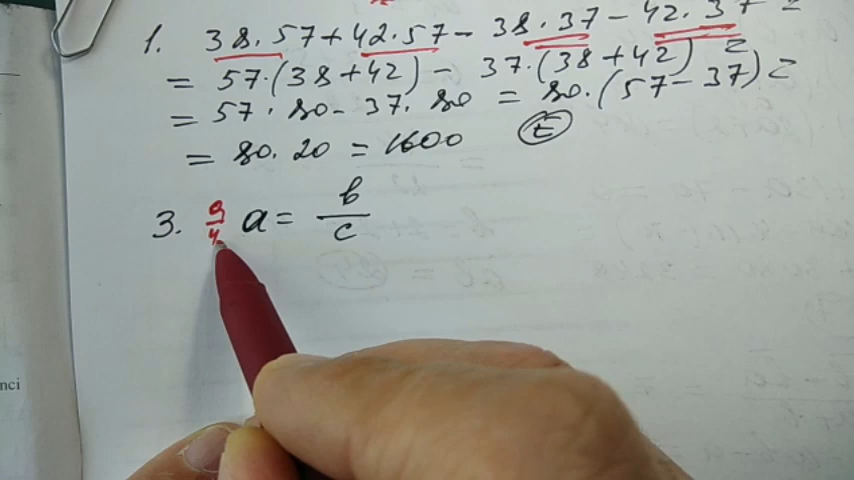 1. 38.57+42.57-38.37-42.37=
= 57.(38+42) - 37.(38+42) =
= 57.80-37.80 = 80.(57-37)=
= 80.20 = 1600 E
3. a/4 a= b/c
nci